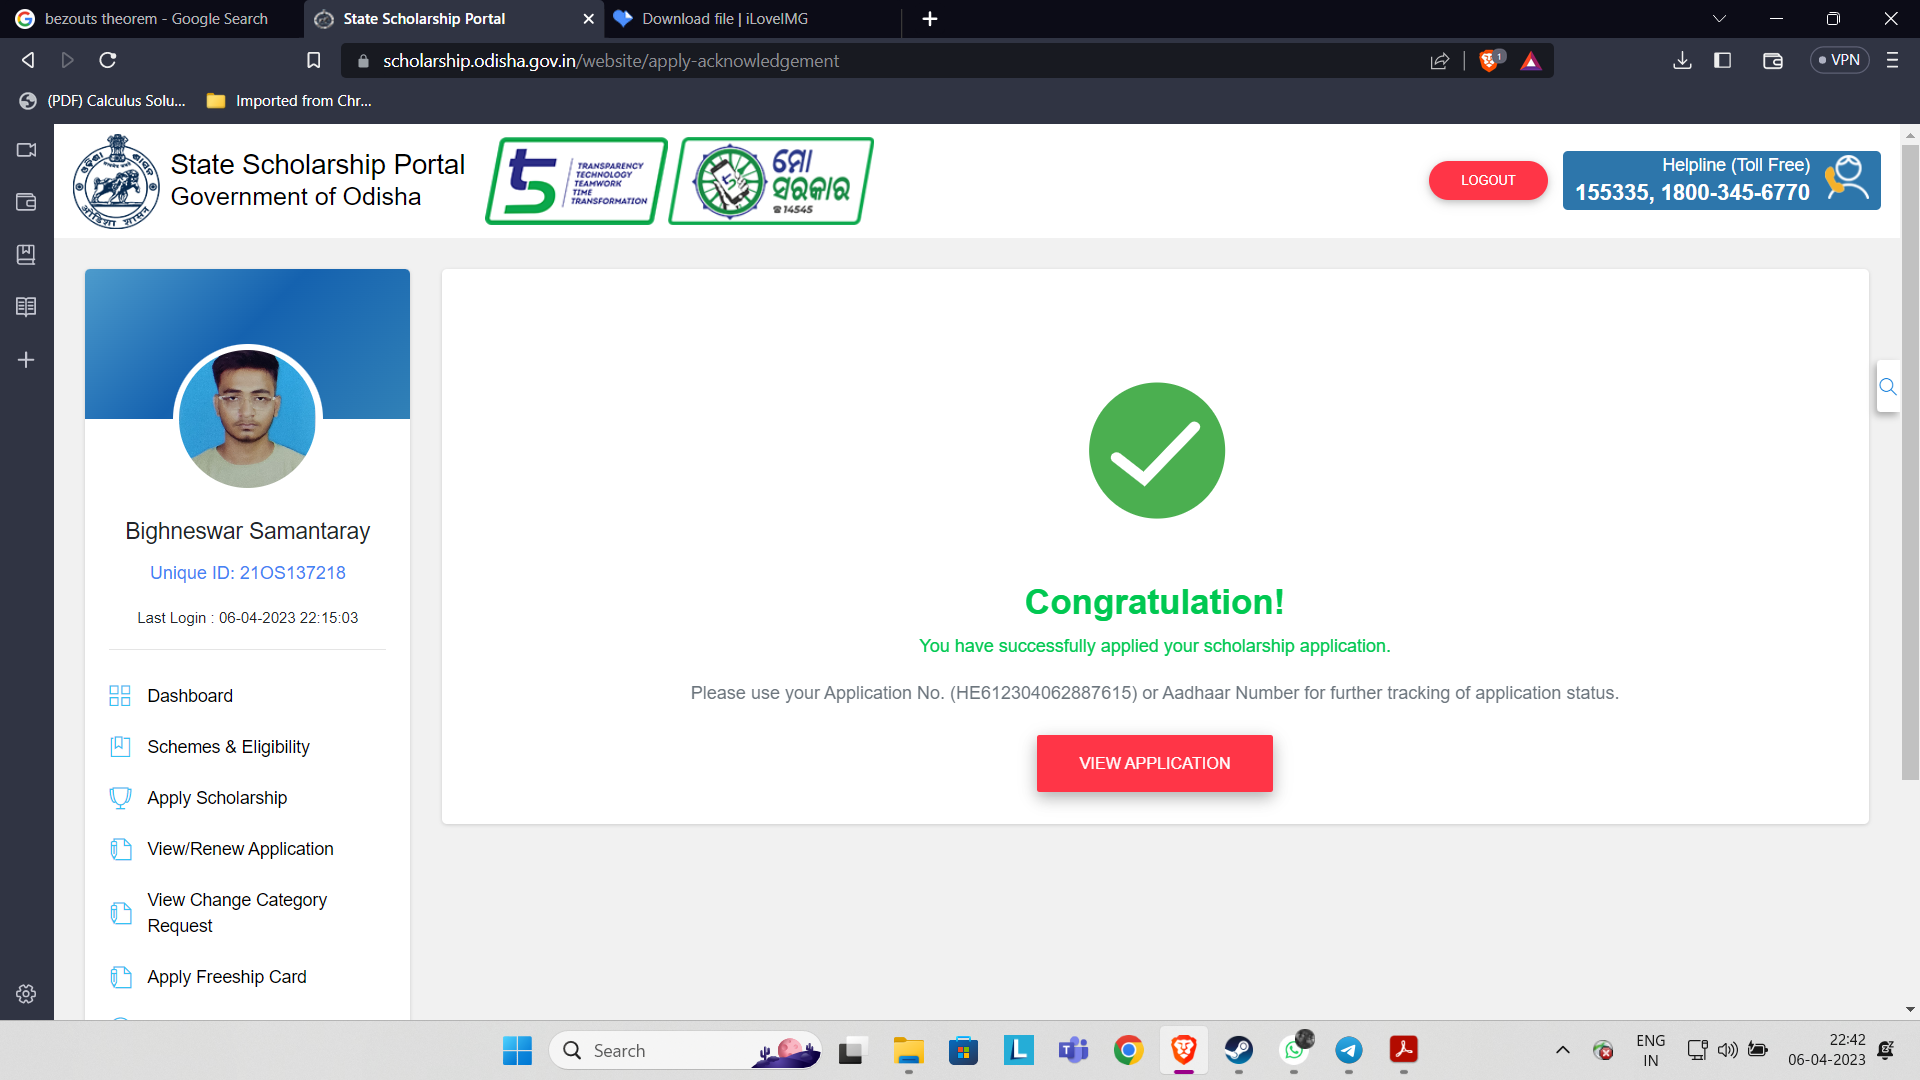 bezouts theorem - Google Search
State Scholarship Portal
Download file | iLoveIMG
scholarship.odisha.gov.in/website/apply-acknowledgement
1
VPN
(PDF) Calculus Solu...
Imported from Chr...
State Scholarship Portal
Government of Odisha
5T
TRANSPARENCY
TECHNOLOGY
TEAMWORK
TIME
TRANSFORMATION
ମୋ
ସରକାର
☎14545
LOGOUT
Helpline (Toll Free)
155335, 1800-345-6770
Bighneswar Samantaray
Unique ID: 21OS137218
Last Login : 06-04-2023 22:15:03
Dashboard
Schemes & Eligibility
Apply Scholarship
View/Renew Application
View Change Category
Request
Apply Freeship Card
Congratulation!
You have successfully applied your scholarship application.
Please use your Application No. (HE612304062887615) or Aadhaar Number for further tracking of application status.
VIEW APPLICATION
Search
ENG
IN
22:42
06-04-2023